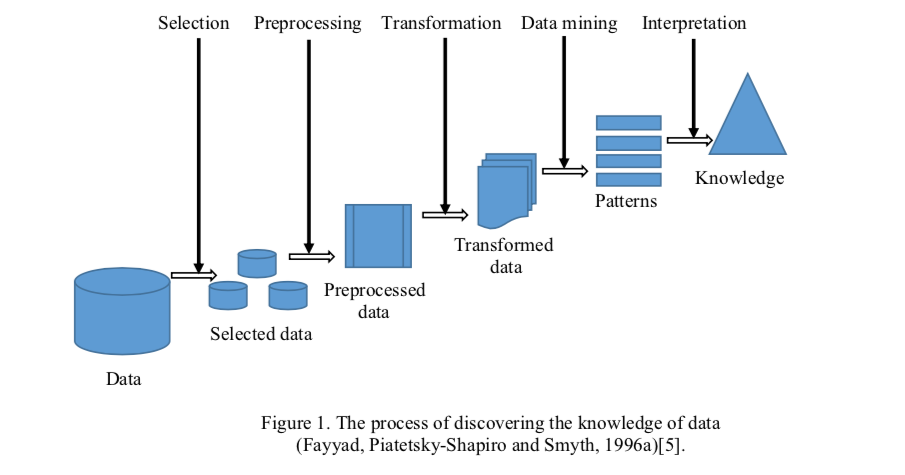 Selection Preprocessing Transformation Data mining Interpretation
Knowledge
Patterns
Transformed
data
Preprocessed
data
Selected data
Data
Figure 1. The process of discovering the knowledge of data
(Fayyad, Piatetsky-Shapiro and Smyth, 1996a)[5].